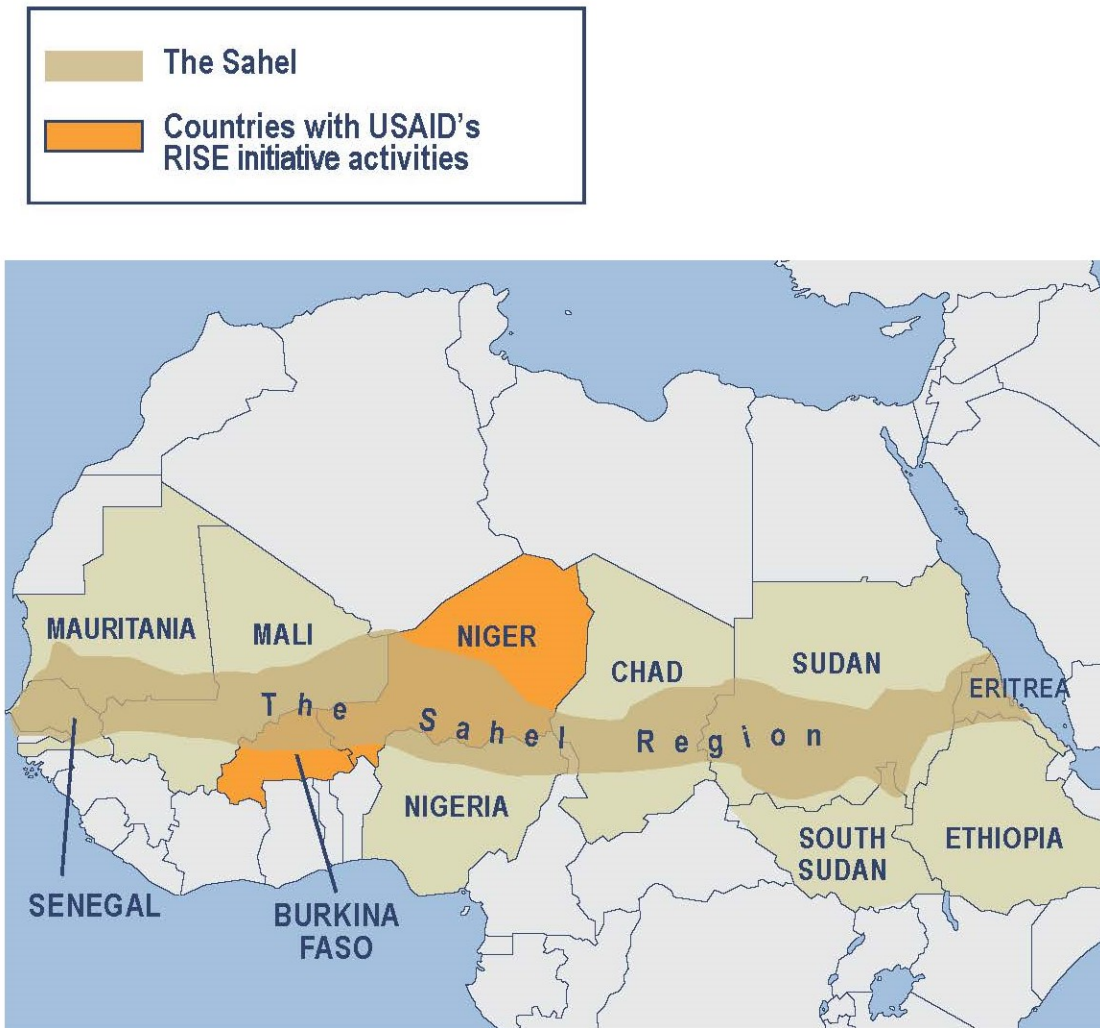 The Sahel
Countries with USAID's
RISE initiative activities
MAURITANIA
MALI
NIGER
CHAD
SUDAN
ERITREA
The Sahel Region
NIGERIA
SOUTH
SUDAN
ETHIOPIA
SENEGAL
BURKINA
FASO